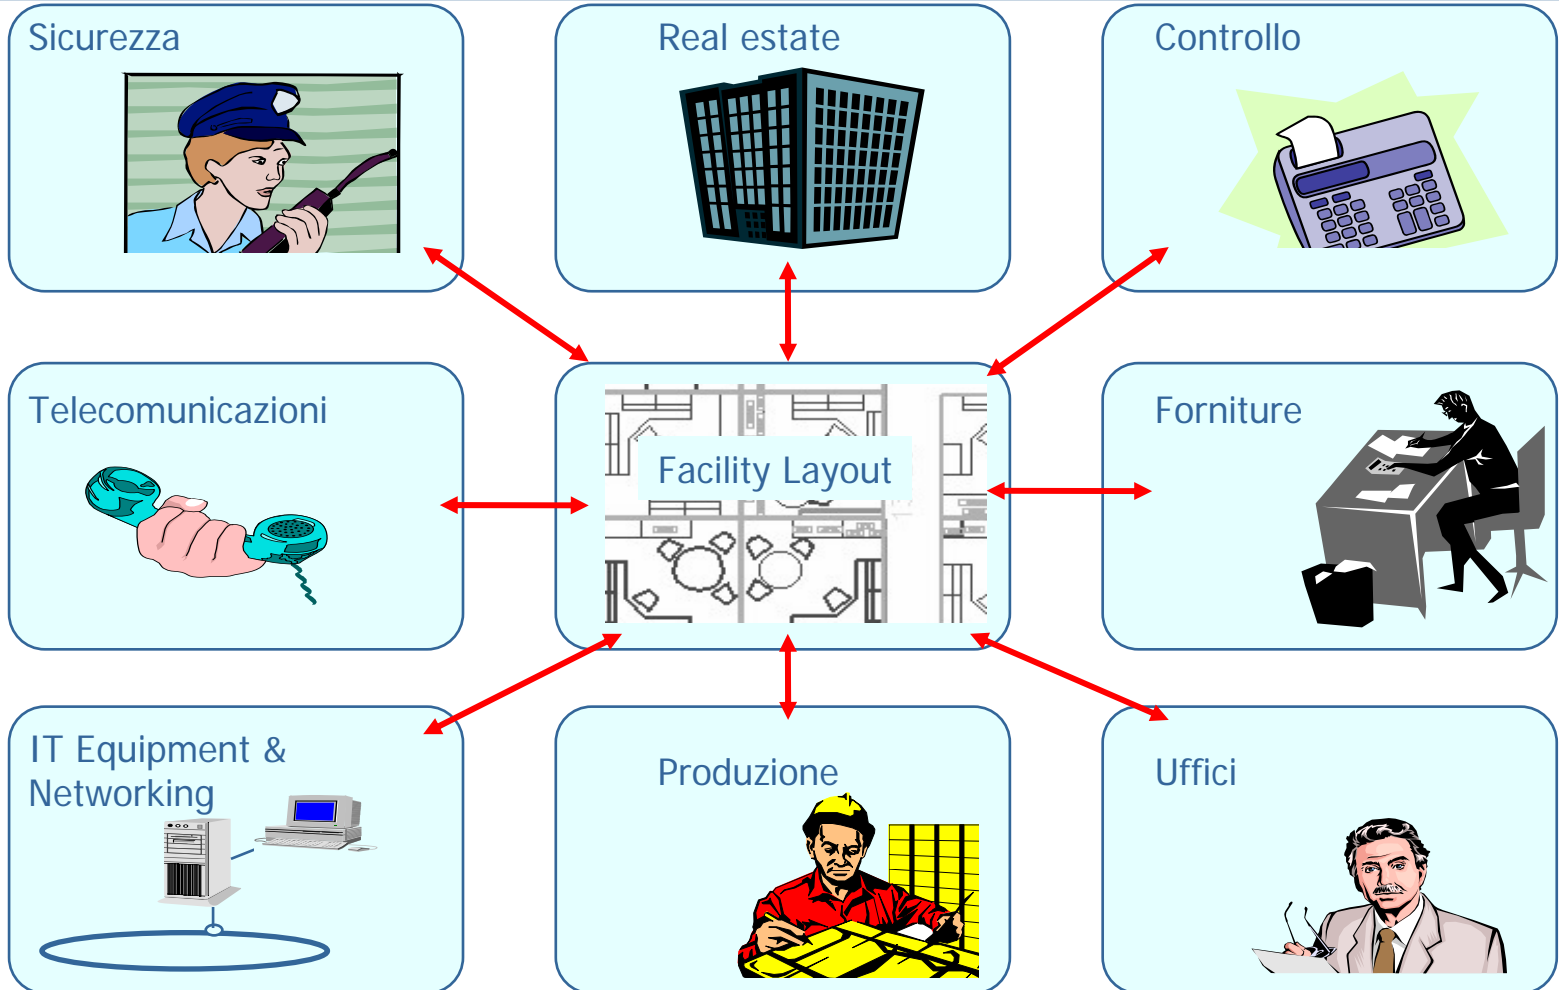 Sicurezza
Real estate
Controllo
Telecomunicazioni
Facility Layout
Forniture
IT Equipment &
Networking
Produzione
Uffici